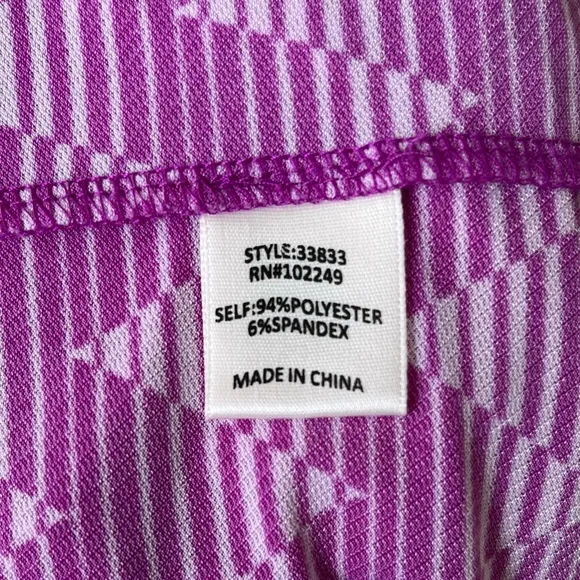 STYLE:33833
RN#102249
SELF:94%POLYESTER
6%SPANDEX
MADE IN CHINA